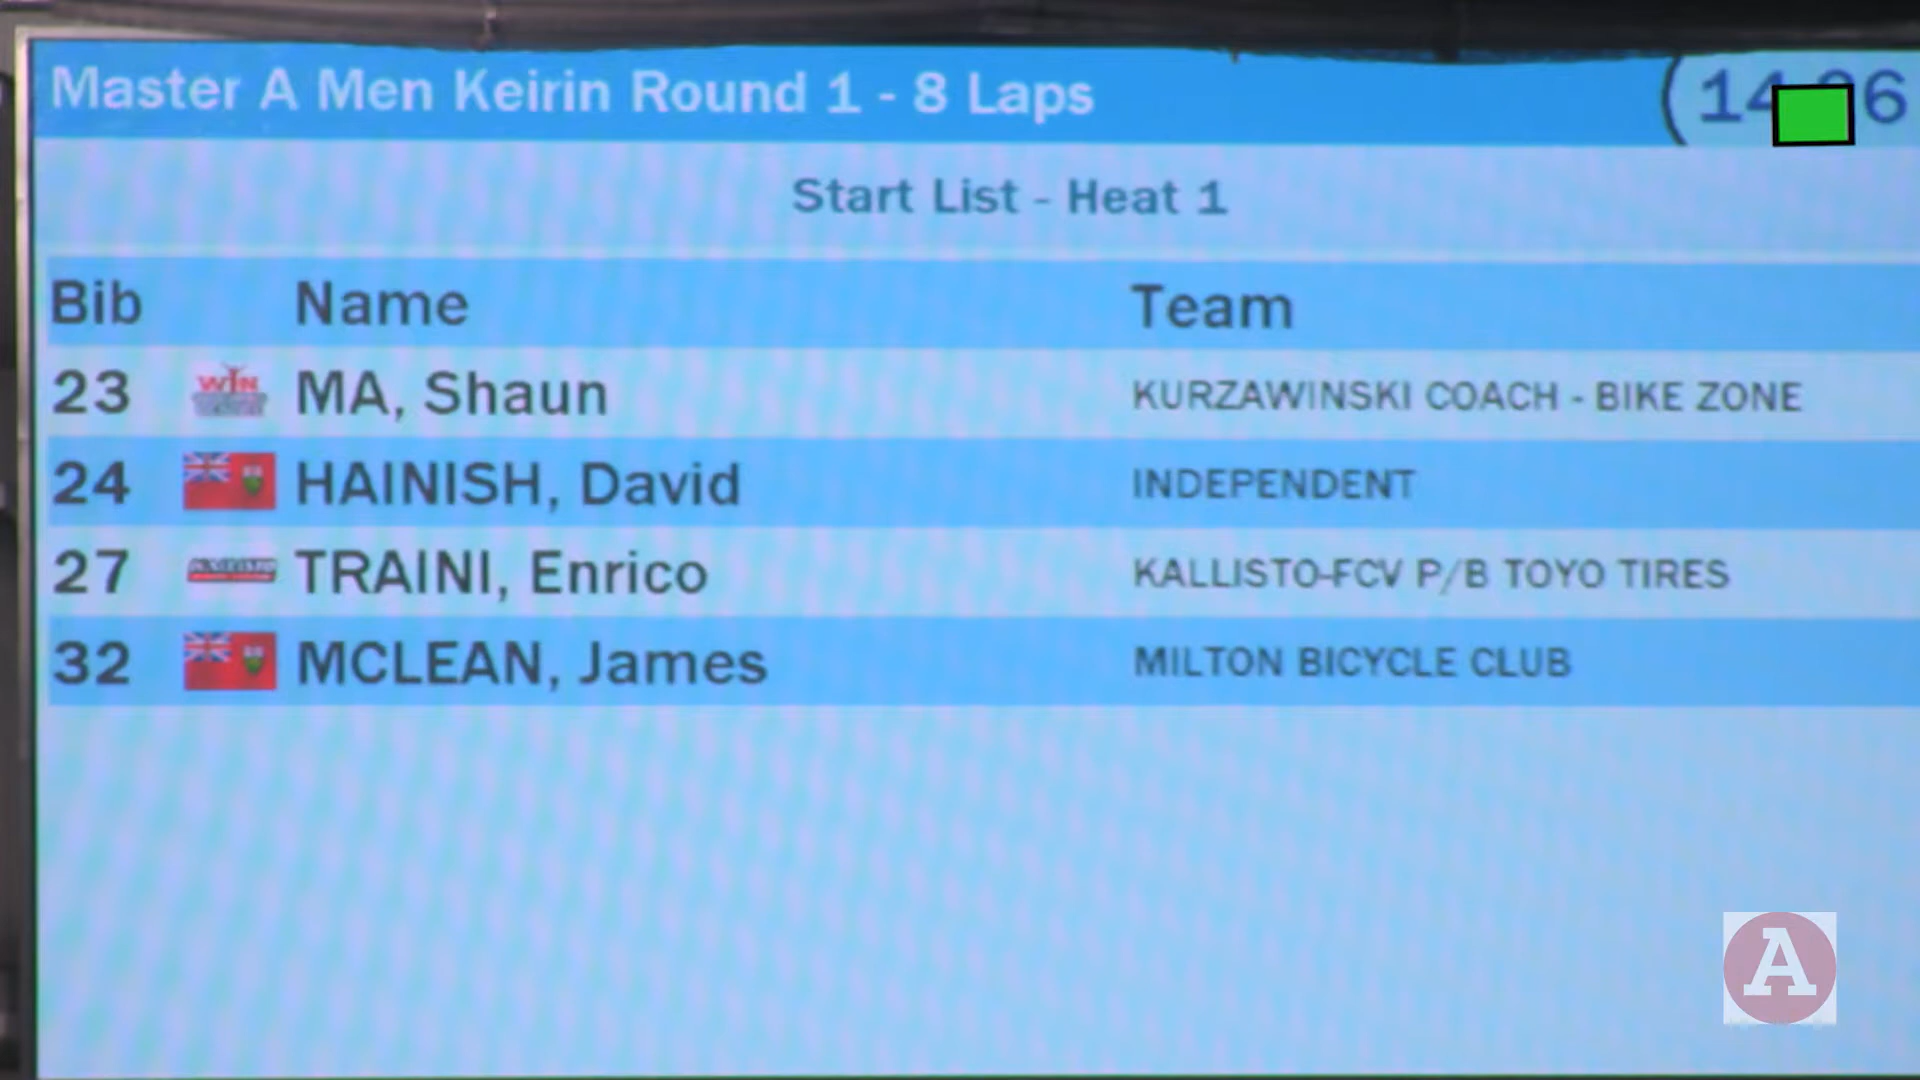 Master A Men Keirin Round 1 - 8 Laps
Start List - Heat 1
Bib Name Team
23 WIN MA, Shaun KURZAWINSKI COACH - BIKE ZONE
24 HAINISH, David INDEPENDENT
27 TRAINI, Enrico KALLISTO-FCV P/B TOYO TIRES
32 MCLEAN, James MILTON BICYCLE CLUB
A